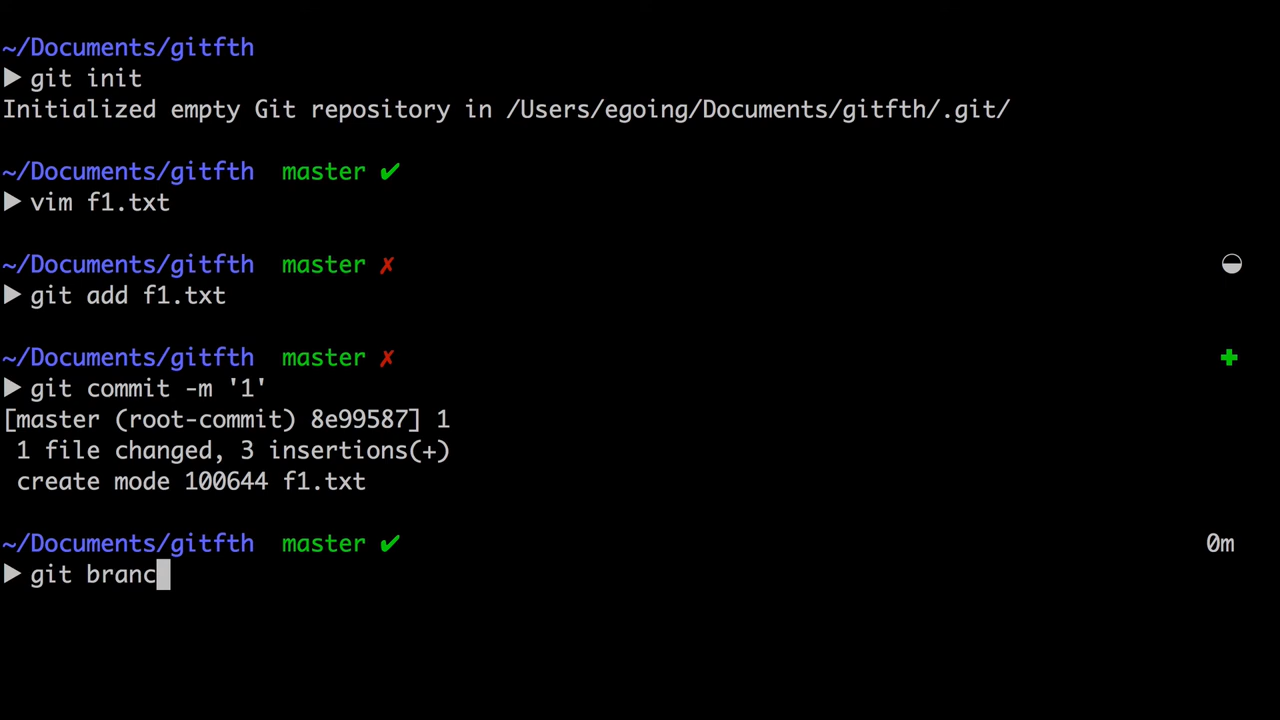 ~/Documents/gitfth
▶ git init
Initialized empty Git repository in /Users/egoing/Documents/gitfth/.git/
~/Documents/gitfth master ✔
▶ vim f1.txt
~/Documents/gitfth master ✗ ◒
▶ git add f1.txt
~/Documents/gitfth master ✗ ✚
▶ git commit -m '1'
[master (root-commit) 8e99587] 1
1 file changed, 3 insertions(+)
create mode 100644 f1.txt
~/Documents/gitfth master ✔ 0m
▶ git branc